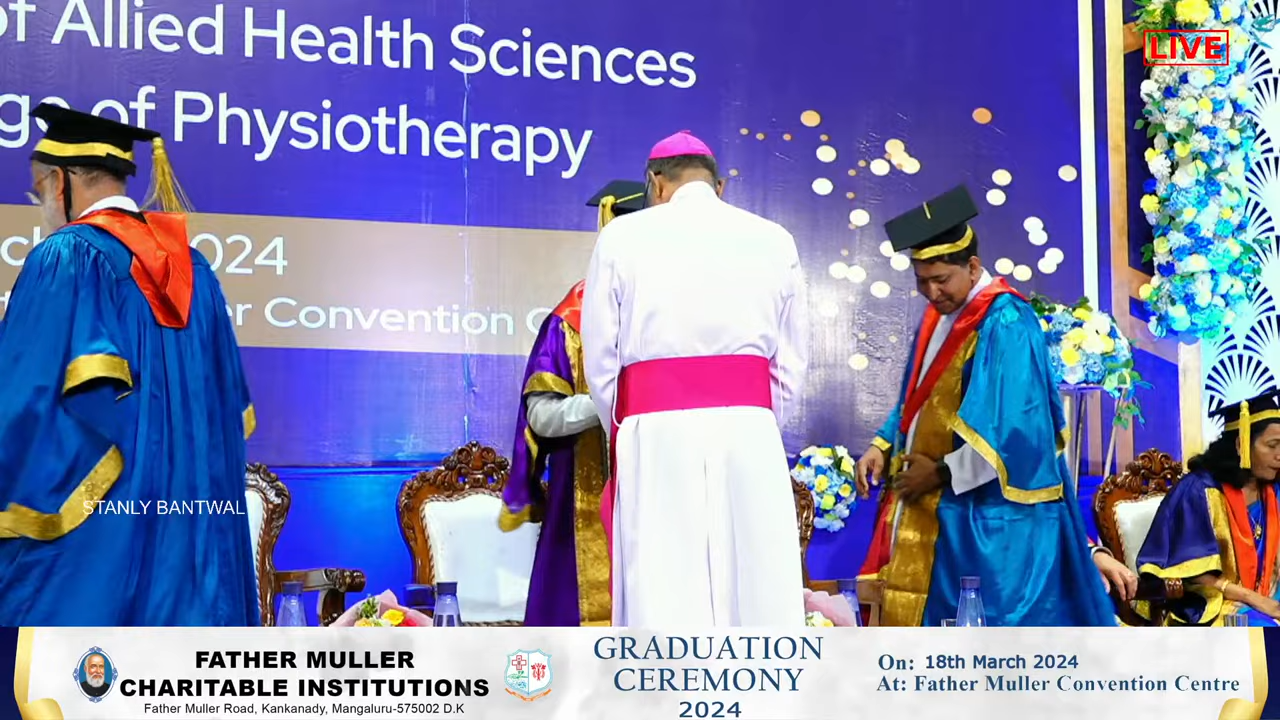 of Allied Health Sciences
LIVE
ge of Physiotherapy
2024
er Convention C
STANLY BANTWAL
FATHER MULLER
CHARITABLE INSTITUTIONS
Father Muller Road, Kankanady, Mangaluru-575002 D.K
GRADUATION
CEREMONY
2024
On: 18th March 2024
At: Father Muller Convention Centre